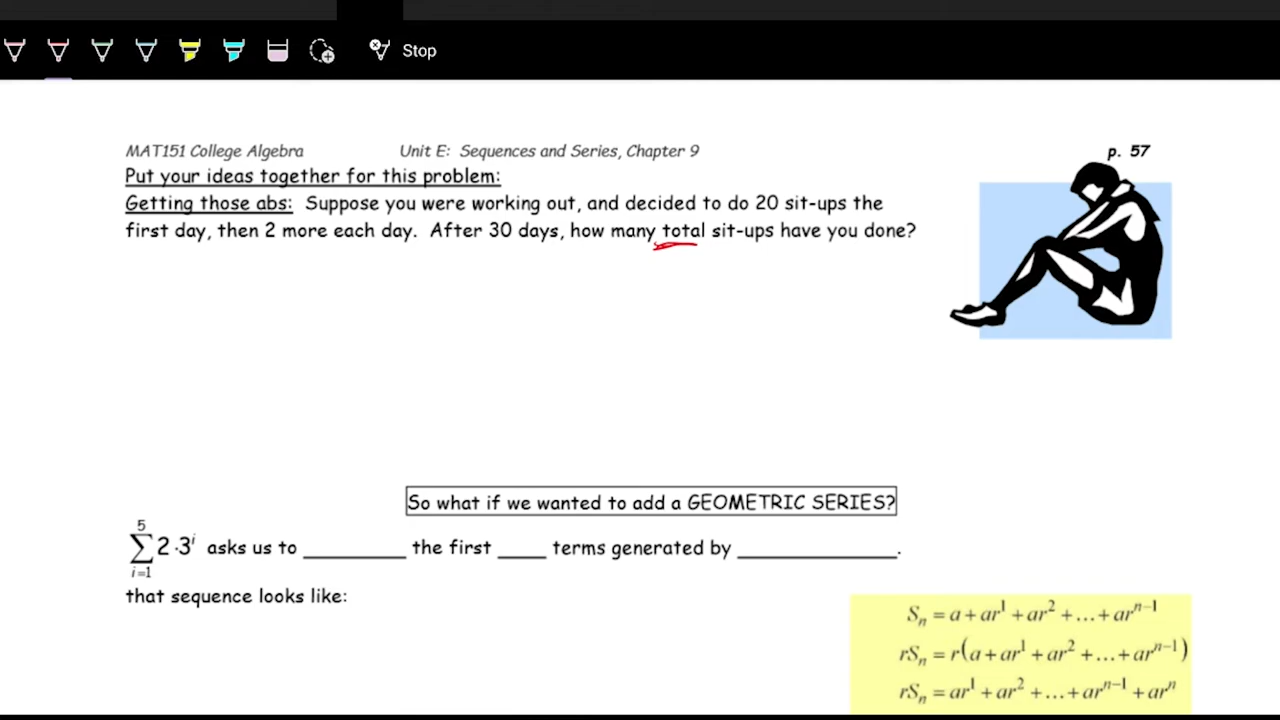 Stop
MAT151 College Algebra Unit E: Sequences and Series, Chapter 9 p. 57
Put your ideas together for this problem:
Getting those abs: Suppose you were working out, and decided to do 20 sit-ups the
first day, then 2 more each day. After 30 days, how many total sit-ups have you done?
So what if we wanted to add a GEOMETRIC SERIES?
5
∑ 2·3ⁱ asks us to __________ the first _____ terms generated by _______________.
i=1
that sequence looks like:
Sₙ = a + ar¹ + ar² + … + arⁿ⁻¹
rSₙ = r(a + ar¹ + ar² + … + arⁿ⁻¹)
rSₙ = ar¹ + ar² + … + arⁿ⁻¹ + arⁿ